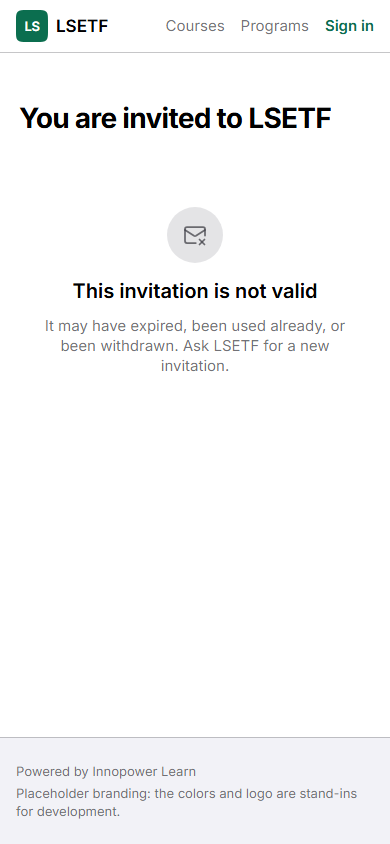 LS LSETF Courses Programs Sign in
You are invited to LSETF
This invitation is not valid
It may have expired, been used already, or
been withdrawn. Ask LSETF for a new
invitation.
Powered by Innopower Learn
Placeholder branding: the colors and logo are stand-ins
for development.